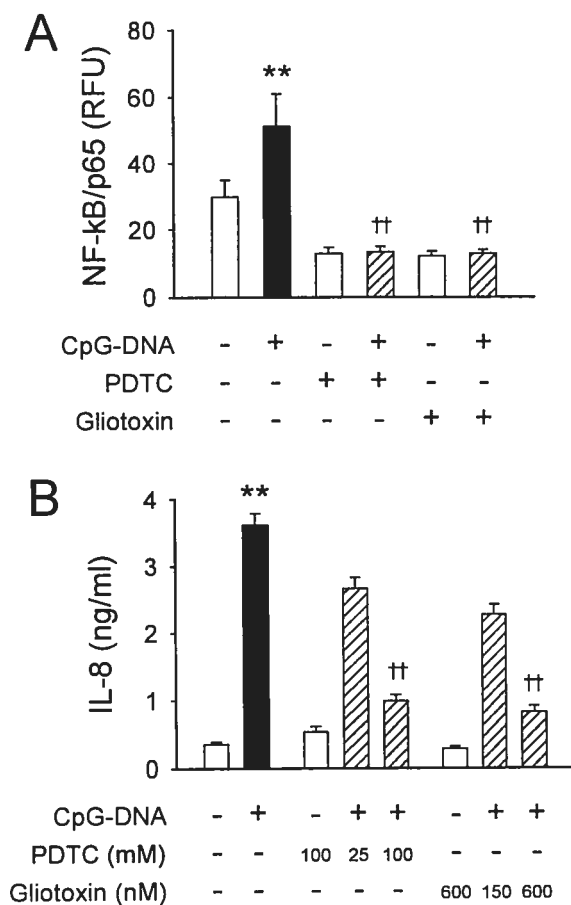 A
NF-kB/p65 (RFU)
80
60
40
20
0
**
††
††
CpG-DNA - + - + - +
PDTC - - + + - -
Gliotoxin - - - - + +
B
IL-8 (ng/ml)
4
3
2
1
0
**
††
††
CpG-DNA - + - + + - + +
PDTC (mM) - - 100 25 100 - - -
Gliotoxin (nM) - - - - - 600 150 600